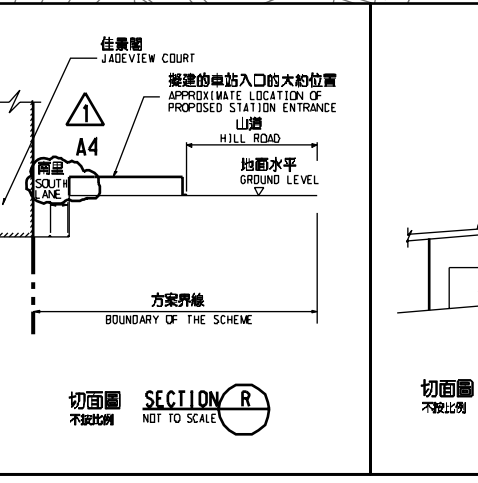 佳景閣
JADEVIEW COURT
擬建的車站入口的大約位置
APPROXIMATE LOCATION OF
PROPOSED STATION ENTRANCE
1
A4
山道
HILL ROAD
南里
SOUTH
LANE
地面水平
GROUND LEVEL
方案界線
BOUNDARY OF THE SCHEME
切面圖 SECTION R
不按比例 NOT TO SCALE
切面圖
不按比例